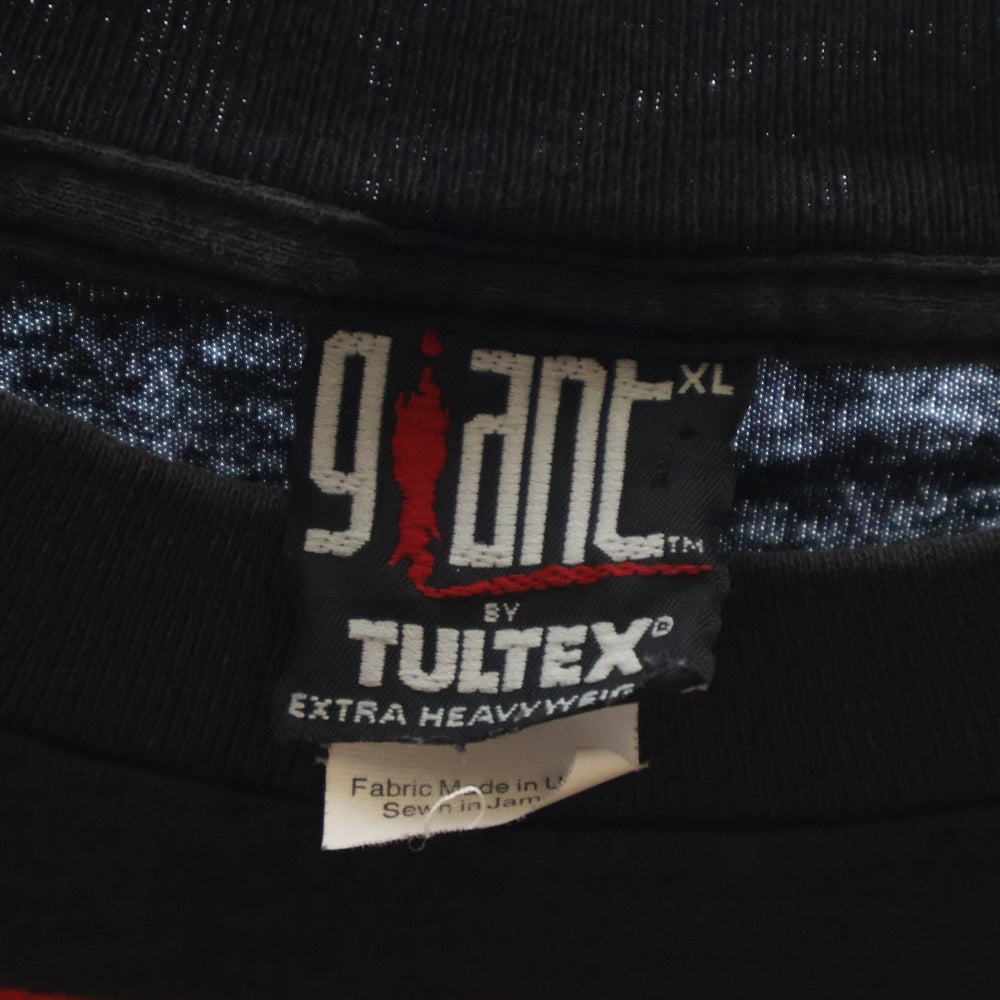 giant XL
TM
BY
TULTEX®
EXTRA HEAVYWEIG
Fabric Made in U
Sewn in Jam